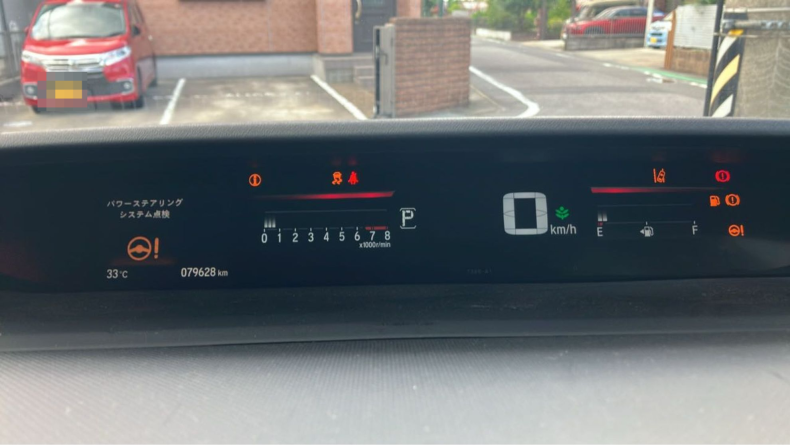 パワーステアリング
システム点検
33℃ 079628 km
0 1 2 3 4 5 6 7 8
x1000r/min
P
0 km/h
E F